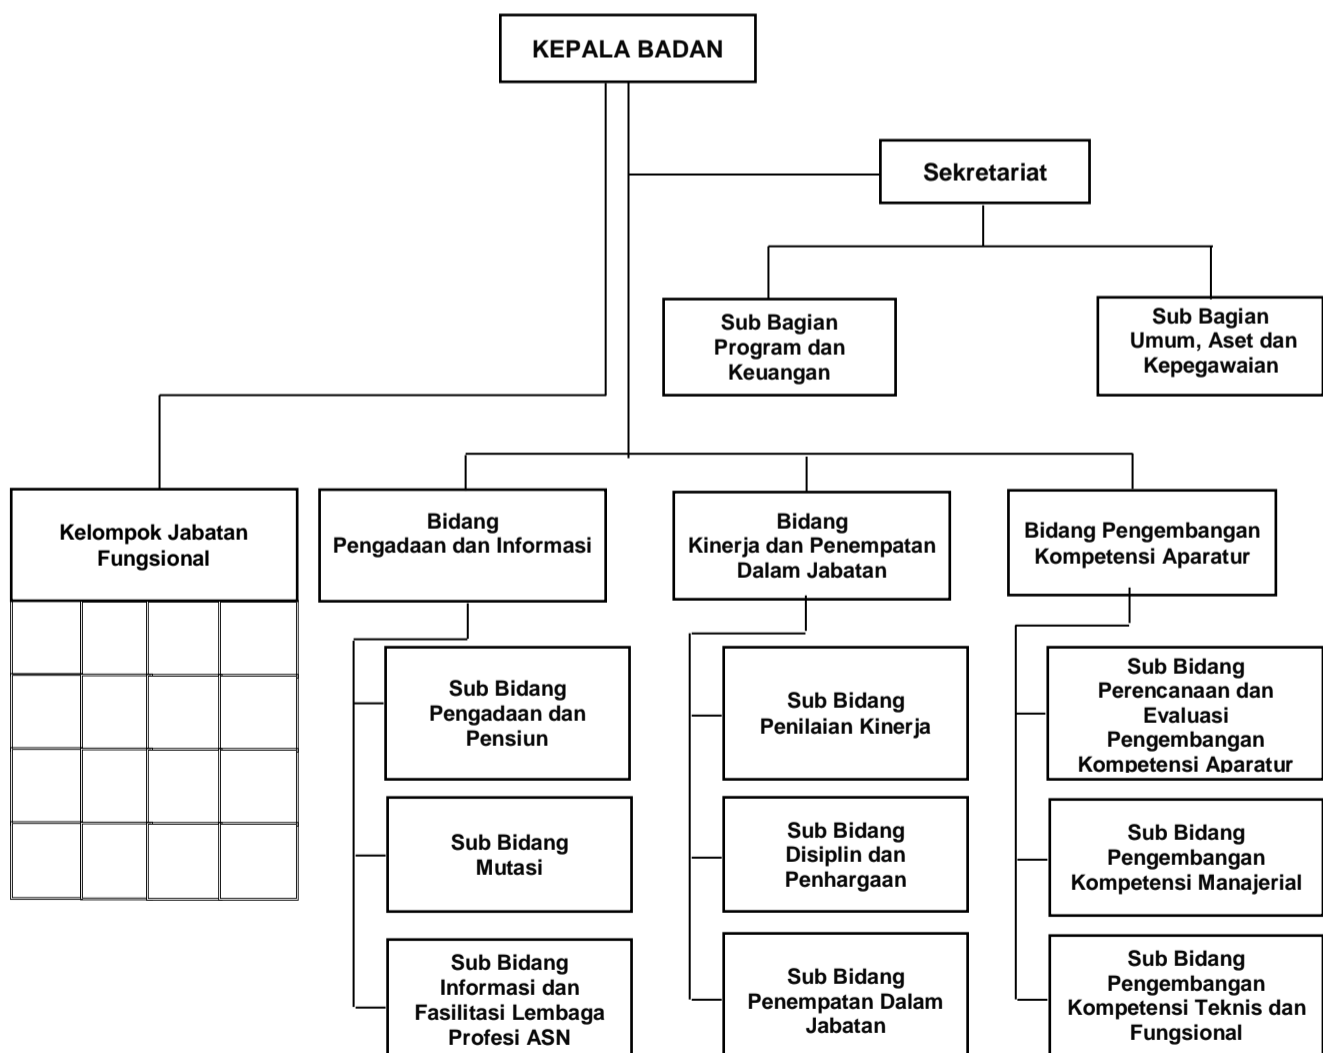 KEPALA BADAN
Sekretariat
Sub Bagian
Program dan
Keuangan
Sub Bagian
Umum, Aset dan
Kepegawaian
Kelompok Jabatan
Fungsional
Bidang
Pengadaan dan Informasi
Bidang
Kinerja dan Penempatan
Dalam Jabatan
Bidang Pengembangan
Kompetensi Aparatur
Sub Bidang
Pengadaan dan
Pensiun
Sub Bidang
Mutasi
Sub Bidang
Informasi dan
Fasilitasi Lembaga
Profesi ASN
Sub Bidang
Penilaian Kinerja
Sub Bidang
Disiplin dan
Penhargaan
Sub Bidang
Penempatan Dalam
Jabatan
Sub Bidang
Perencanaan dan
Evaluasi
Pengembangan
Kompetensi Aparatur
Sub Bidang
Pengembangan
Kompetensi Manajerial
Sub Bidang
Pengembangan
Kompetensi Teknis dan
Fungsional